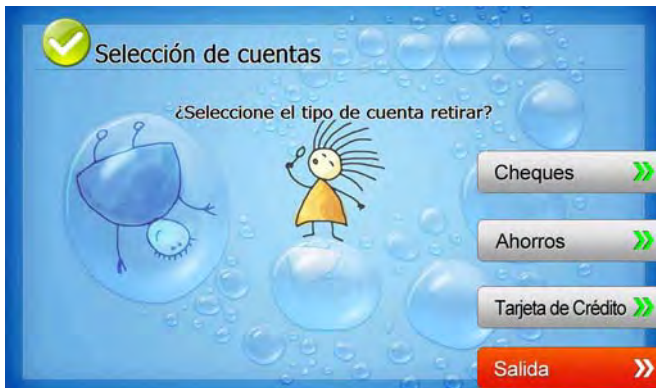 Selección de cuentas
¿Seleccione el tipo de cuenta retirar?
Cheques
Ahorros
Tarjeta de Crédito
Salida